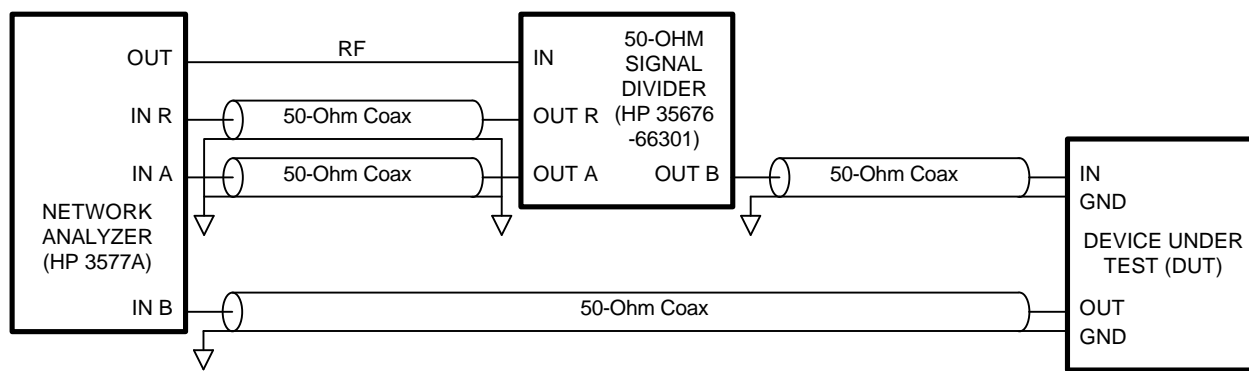 OUT
RF
IN
50-OHM
SIGNAL
DIVIDER
(HP 35676
-66301)
IN R
50-Ohm Coax
OUT R
IN A
50-Ohm Coax
OUT A
OUT B
50-Ohm Coax
IN
GND
NETWORK
ANALYZER
(HP 3577A)
DEVICE UNDER
TEST (DUT)
IN B
50-Ohm Coax
OUT
GND